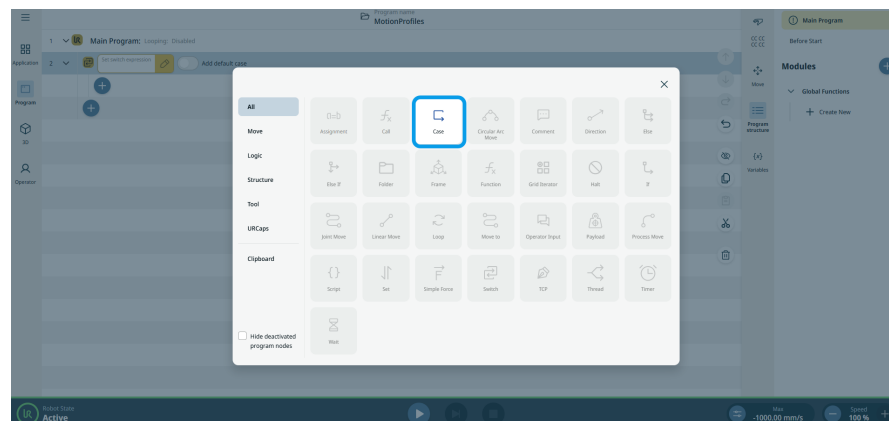 Program name
MotionProfiles
Main Program
1 Main Program: Looping: Disabled
Before Start
Application
2 Set switch expression Add default case
Modules
Move
All
Program
Global Functions
Assignment Call Case Circular Arc Move Comment Direction Else
Create New
Move
Program structure
3D
Logic
Variables
Else If Folder Frame Function Grid Iterator Halt If
Operator
Structure
Tool
URCaps
Joint Move Linear Move Loop Move to Operator Input Payload Process Move
Clipboard
Script Set Simple Force Switch TCP Thread Timer
Hide deactivated program nodes
Wait
Robot State
Active
Max
-1000.00 mm/s
Speed
100 %